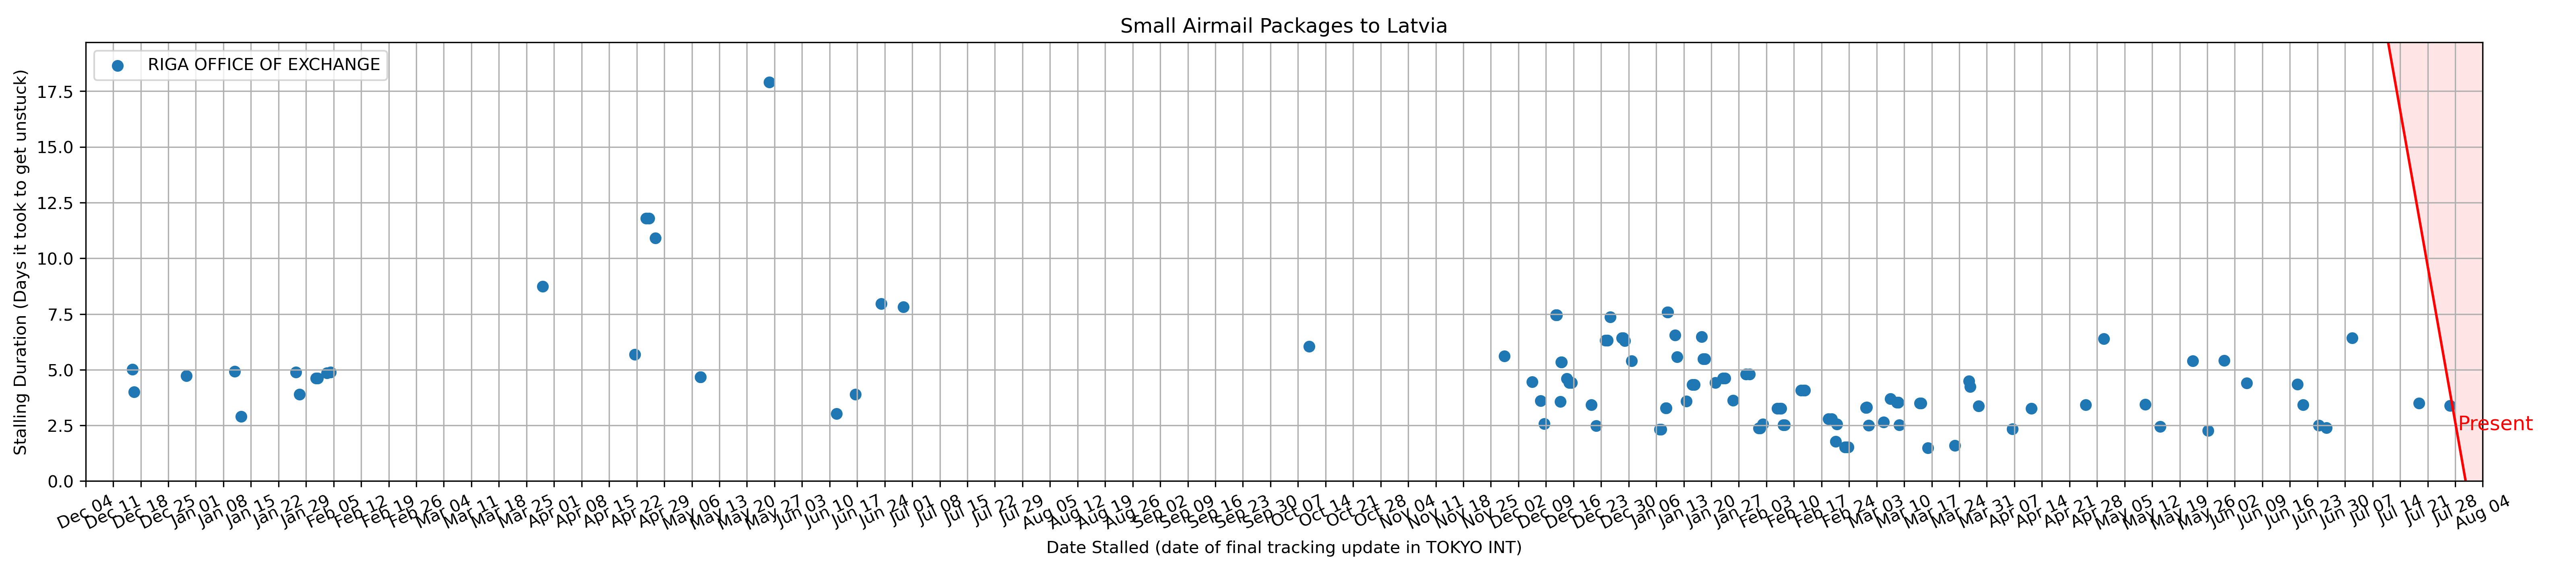 Small Airmail Packages to Latvia
RIGA OFFICE OF EXCHANGE
Stalling Duration (Days it took to get unstuck)
17.5
15.0
12.5
10.0
7.5
5.0
2.5
0.0
Present
Dec 04 Dec 11 Dec 18 Dec 25 Jan 01 Jan 08 Jan 15 Jan 22 Jan 29 Feb 05 Feb 12 Feb 19 Feb 26 Mar 04 Mar 11 Mar 18 Mar 25 Apr 01 Apr 08 Apr 15 Apr 22 Apr 29 May 06 May 13 May 20 May 27 Jun 03 Jun 10 Jun 17 Jun 24 Jul 01 Jul 08 Jul 15 Jul 22 Jul 29 Aug 05 Aug 12 Aug 19 Aug 26 Sep 02 Sep 09 Sep 16 Sep 23 Sep 30 Oct 07 Oct 14 Oct 21 Oct 28 Nov 04 Nov 11 Nov 18 Nov 25 Dec 02 Dec 09 Dec 16 Dec 23 Dec 30 Jan 06 Jan 13 Jan 20 Jan 27 Feb 03 Feb 10 Feb 17 Feb 24 Mar 03 Mar 10 Mar 17 Mar 24 Mar 31 Apr 07 Apr 14 Apr 21 Apr 28 May 05 May 12 May 19 May 26 Jun 02 Jun 09 Jun 16 Jun 23 Jun 30 Jul 07 Jul 14 Jul 21 Jul 28 Aug 04
Date Stalled (date of final tracking update in TOKYO INT)